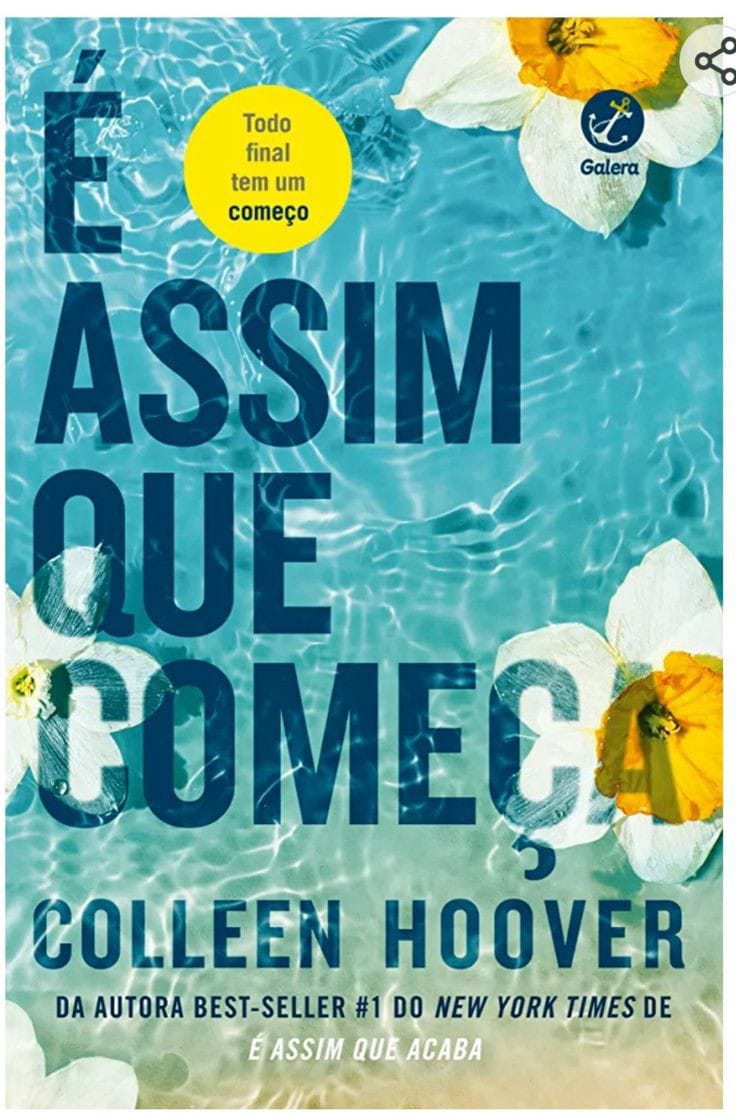 É
Todo
final
tem um
começo
Galera
ASSIM
QUE
COMEÇA
COLLEEN HOOVER
DA AUTORA BEST-SELLER #1 DO NEW YORK TIMES DE
É ASSIM QUE ACABA